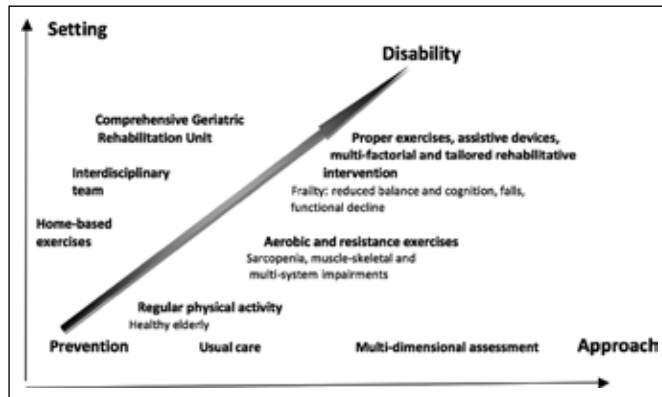 Setting
Disability
Comprehensive Geriatric
Rehabilitation Unit
Proper exercises, assistive devices,
multi-factorial and tailored rehabilitative
intervention
Interdisciplinary
team
Frailty: reduced balance and cognition, falls,
functional decline
Home-based
exercises
Aerobic and resistance exercises
Sarcopenia, muscle-skeletal and
multi-system impairments
Regular physical activity
Healthy elderly
Prevention
Usual care
Multi-dimensional assessment
Approach